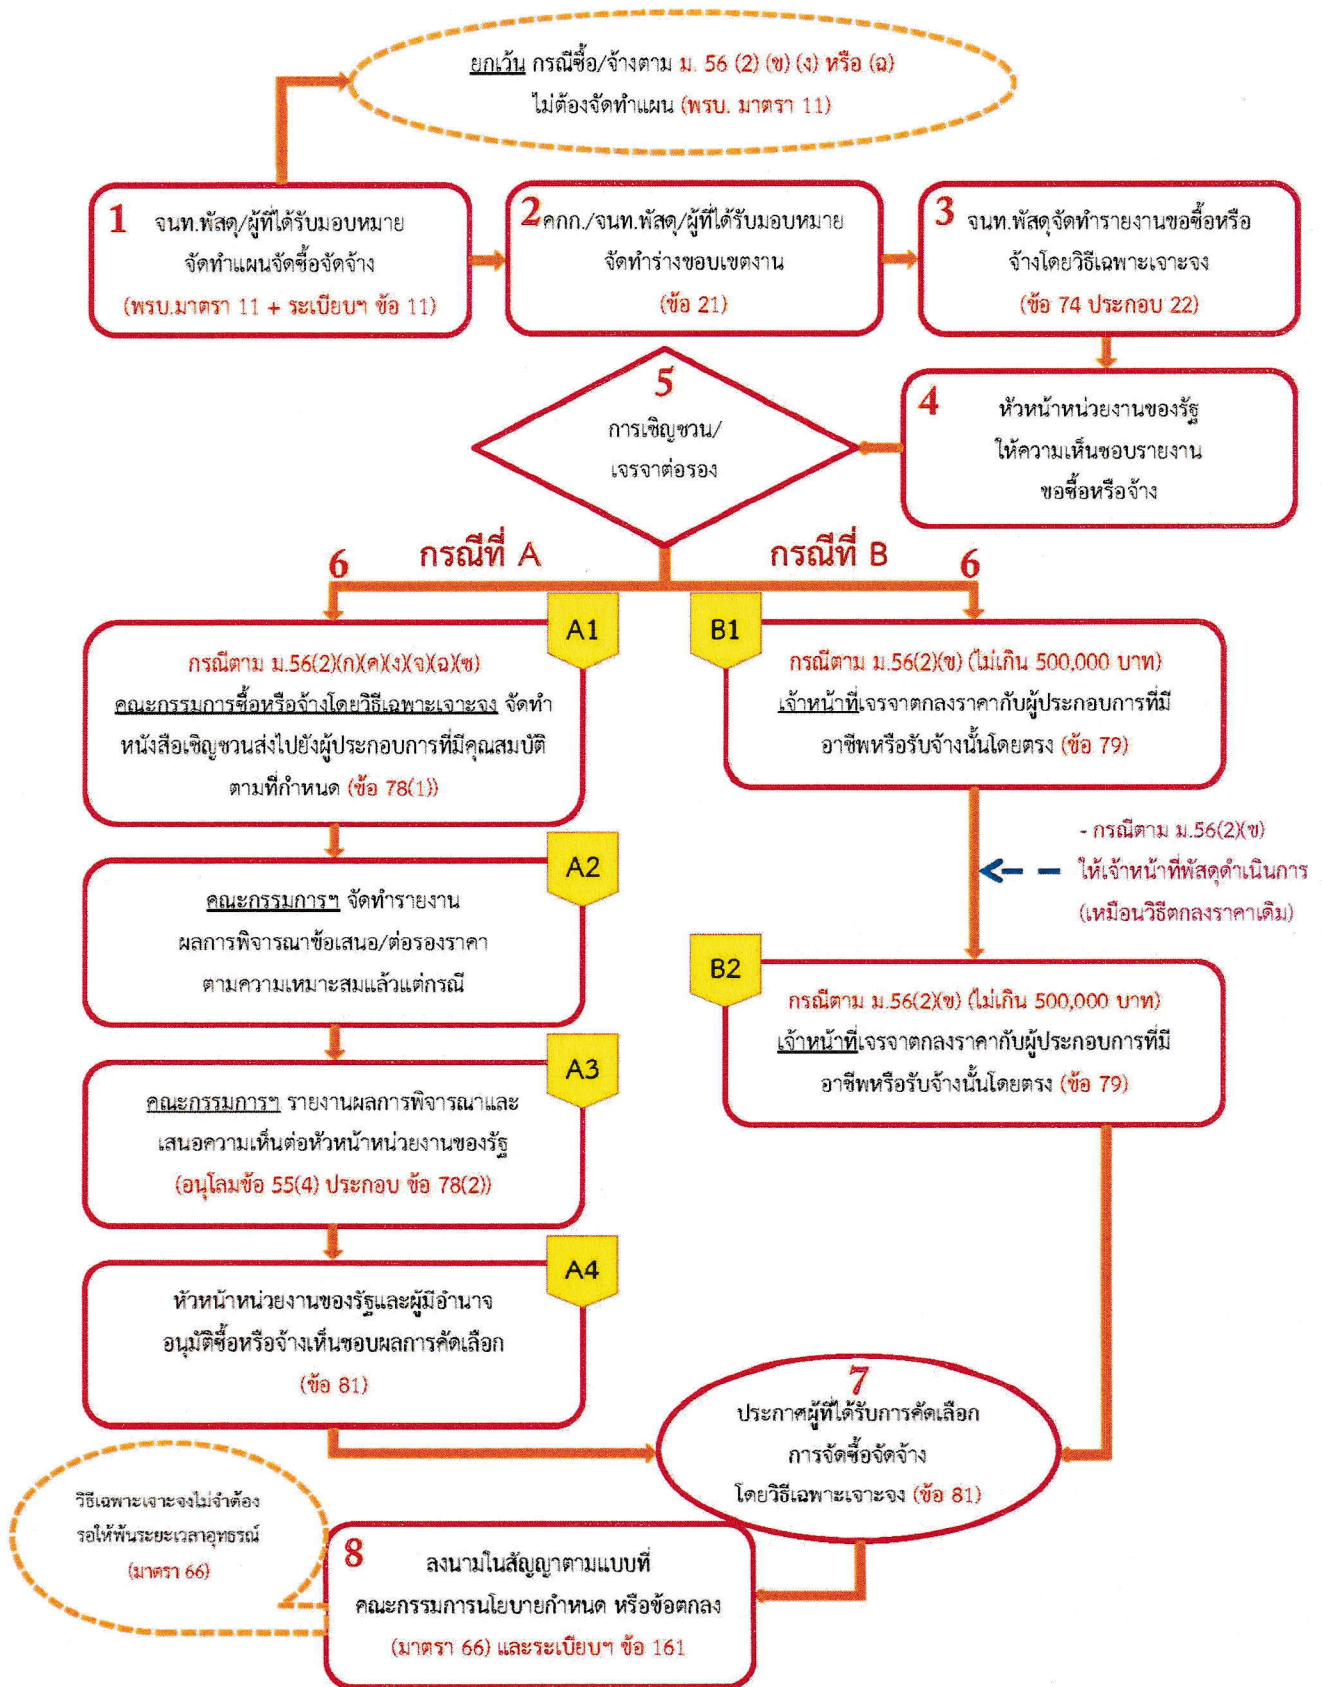 ยกเว้น กรณีซื้อ/จ้างตาม ม. 56 (2) (ข) (ง) หรือ (ฉ)
ไม่ต้องจัดทำแผน (พรบ. มาตรา 11)
1
จนท.พัสดุ/ผู้ที่ได้รับมอบหมาย
จัดทำแผนจัดซื้อจัดจ้าง
(พรบ.มาตรา 11 + ระเบียบฯ ข้อ 11)
2
คกก./จนท.พัสดุ/ผู้ที่ได้รับมอบหมาย
จัดทำร่างขอบเขตงาน
(ข้อ 21)
3
จนท.พัสดุจัดทำรายงานขอซื้อหรือ
จ้างโดยวิธีเฉพาะเจาะจง
(ข้อ 74 ประกอบ 22)
4
หัวหน้าหน่วยงานของรัฐ
ให้ความเห็นชอบรายงาน
ขอซื้อหรือจ้าง
5
การเชิญชวน/
เจรจาต่อรอง
6 กรณีที่ A
กรณีที่ B 6
A1
กรณีตาม ม.56(2)(ก)(ค)(ง)(จ)(ฉ)(ช)
คณะกรรมการซื้อหรือจ้างโดยวิธีเฉพาะเจาะจง จัดทำ
หนังสือเชิญชวนส่งไปยังผู้ประกอบการที่มีคุณสมบัติ
ตามที่กำหนด (ข้อ 78(1))
A2
คณะกรรมการฯ จัดทำรายงาน
ผลการพิจารณาข้อเสนอ/ต่อรองราคา
ตามความเหมาะสมแล้วแต่กรณี
A3
คณะกรรมการฯ รายงานผลการพิจารณาและ
เสนอความเห็นต่อหัวหน้าหน่วยงานของรัฐ
(อนุโลมข้อ 55(4) ประกอบ ข้อ 78(2))
A4
หัวหน้าหน่วยงานของรัฐและผู้มีอำนาจ
อนุมัติซื้อหรือจ้างเห็นชอบผลการคัดเลือก
(ข้อ 81)
B1
กรณีตาม ม.56(2)(ข) (ไม่เกิน 500,000 บาท)
เจ้าหน้าที่เจรจาตกลงราคากับผู้ประกอบการที่มี
อาชีพหรือรับจ้างนั้นโดยตรง (ข้อ 79)
- กรณีตาม ม.56(2)(ข)
ให้เจ้าหน้าที่พัสดุดำเนินการ
(เหมือนวิธีตกลงราคาเดิม)
B2
กรณีตาม ม.56(2)(ข) (ไม่เกิน 500,000 บาท)
เจ้าหน้าที่เจรจาตกลงราคากับผู้ประกอบการที่มี
อาชีพหรือรับจ้างนั้นโดยตรง (ข้อ 79)
7
ประกาศผู้ที่ได้รับการคัดเลือก
การจัดซื้อจัดจ้าง
โดยวิธีเฉพาะเจาะจง (ข้อ 81)
วิธีเฉพาะเจาะจงไม่จำต้อง
รอให้พ้นระยะเวลาอุทธรณ์
(มาตรา 66)
8
ลงนามในสัญญาตามแบบที่
คณะกรรมการนโยบายกำหนด หรือข้อตกลง
(มาตรา 66) และระเบียบฯ ข้อ 161